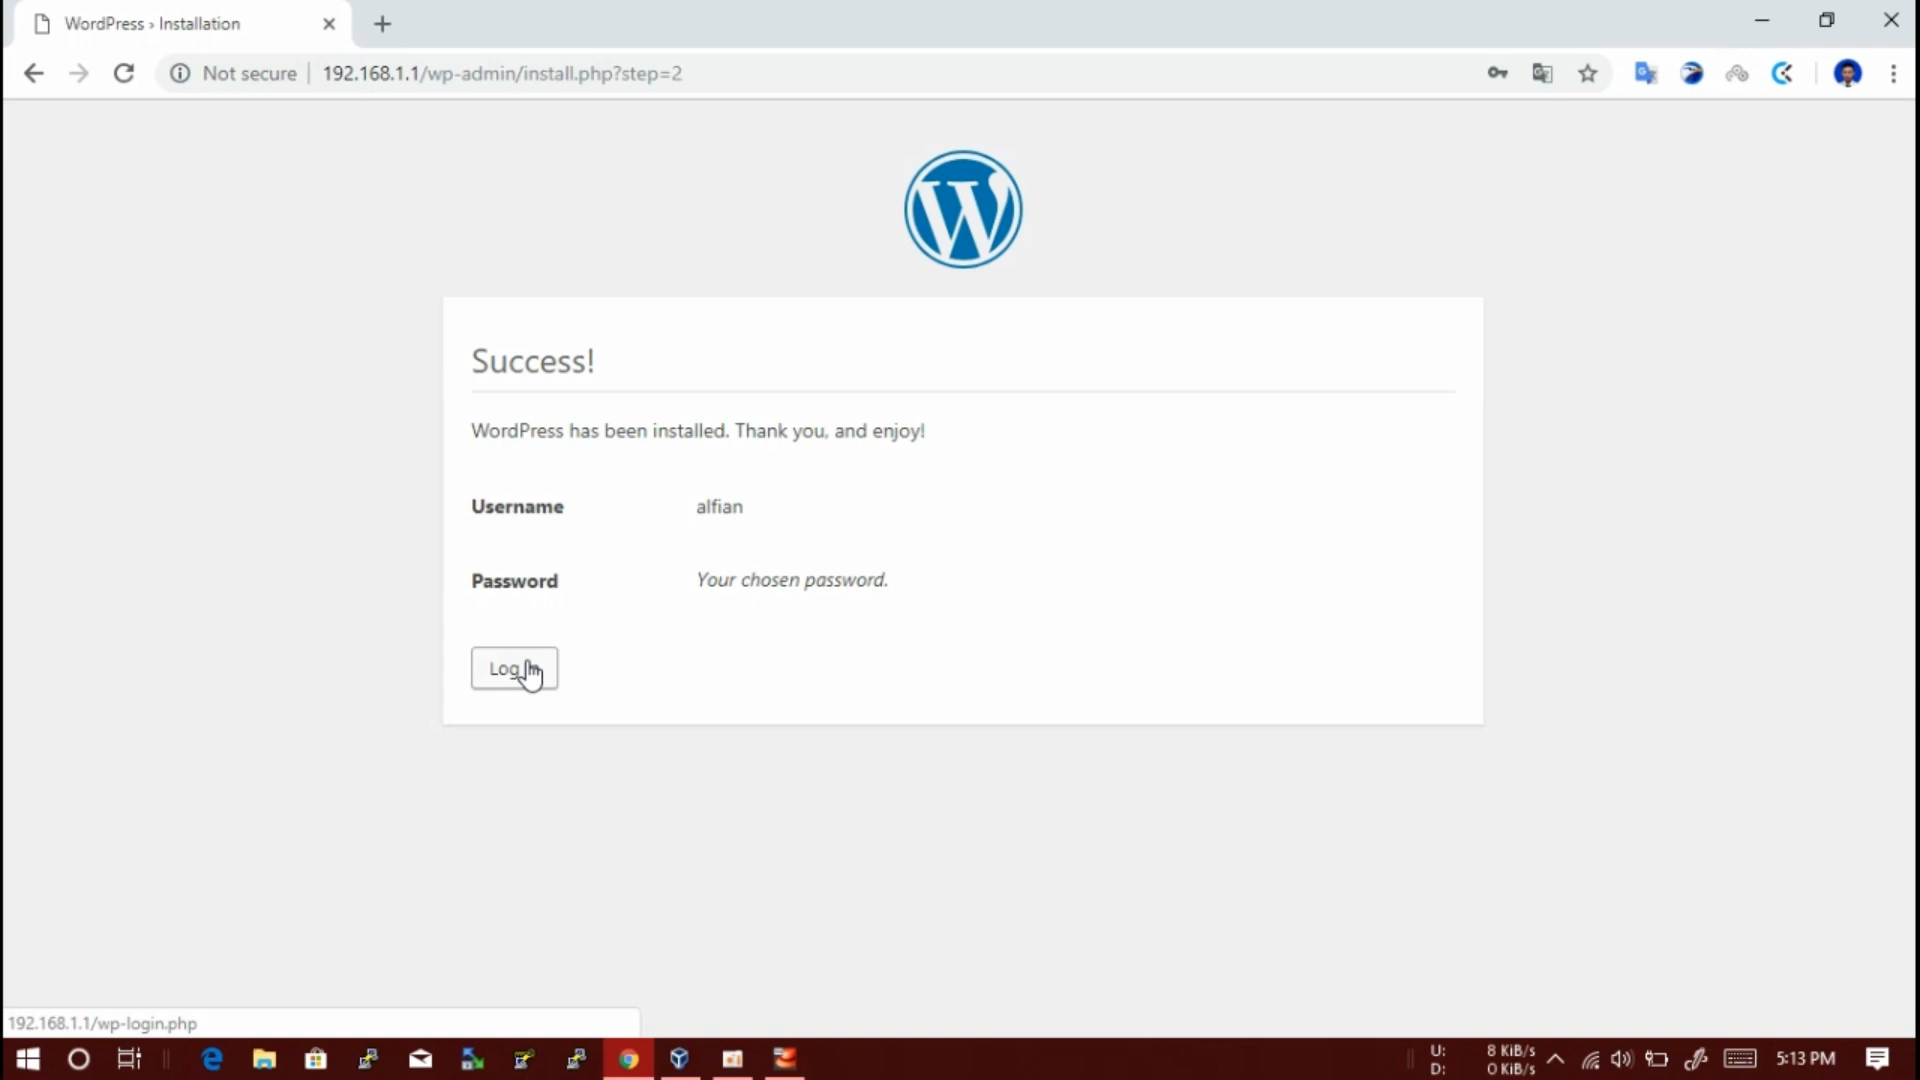 WordPress › Installation
Not secure | 192.168.1.1/wp-admin/install.php?step=2
Success!
WordPress has been installed. Thank you, and enjoy!
Username alfian
Password Your chosen password.
Log In
192.168.1.1/wp-login.php
U: 8 KiB/s
D: 0 KiB/s
5:13 PM